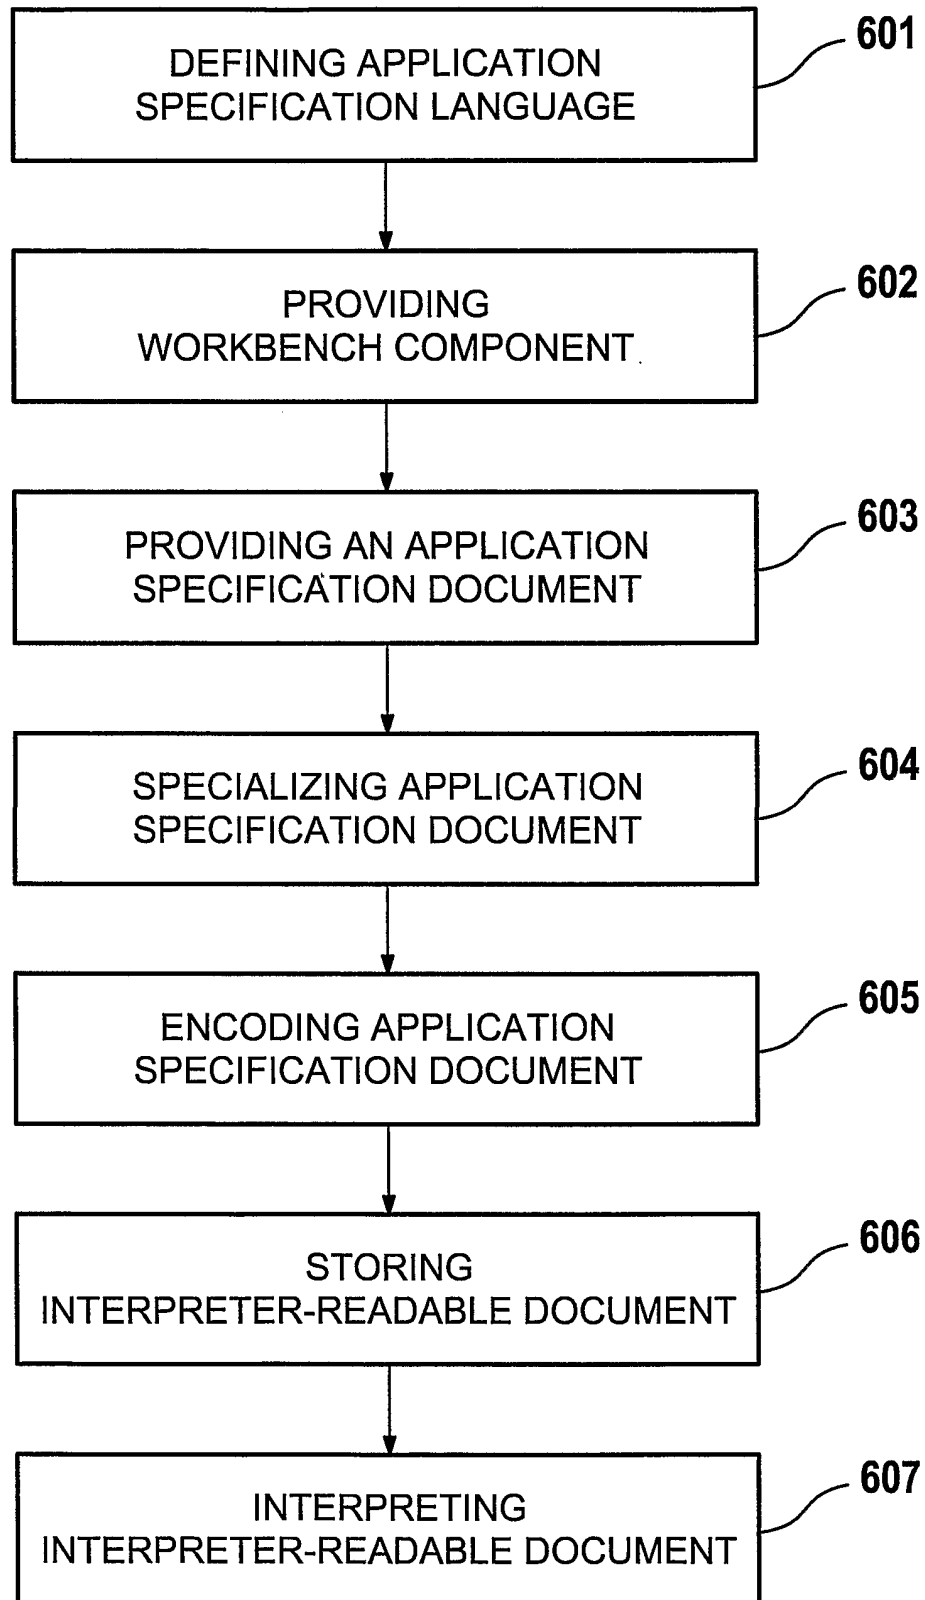 DEFINING APPLICATION
SPECIFICATION LANGUAGE
601
PROVIDING
WORKBENCH COMPONENT
602
PROVIDING AN APPLICATION
SPECIFICATION DOCUMENT
603
SPECIALIZING APPLICATION
SPECIFICATION DOCUMENT
604
ENCODING APPLICATION
SPECIFICATION DOCUMENT
605
STORING
INTERPRETER-READABLE DOCUMENT
606
INTERPRETING
INTERPRETER-READABLE DOCUMENT
607